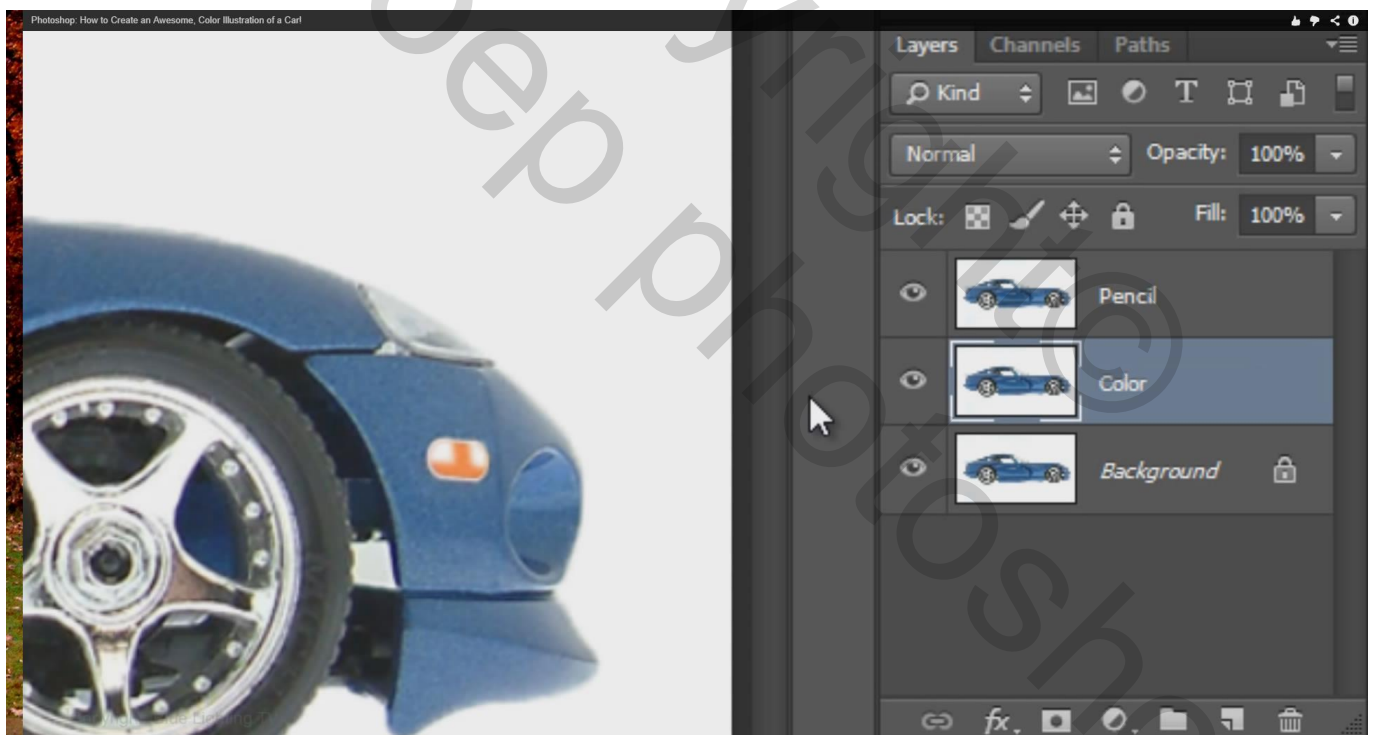 Photoshop: How to Create an Awesome, Color Illustration of a Car!
Layers Channels Paths
Kind
Normal Opacity: 100%
Lock: Fill: 100%
Pencil
Color
Background
fx